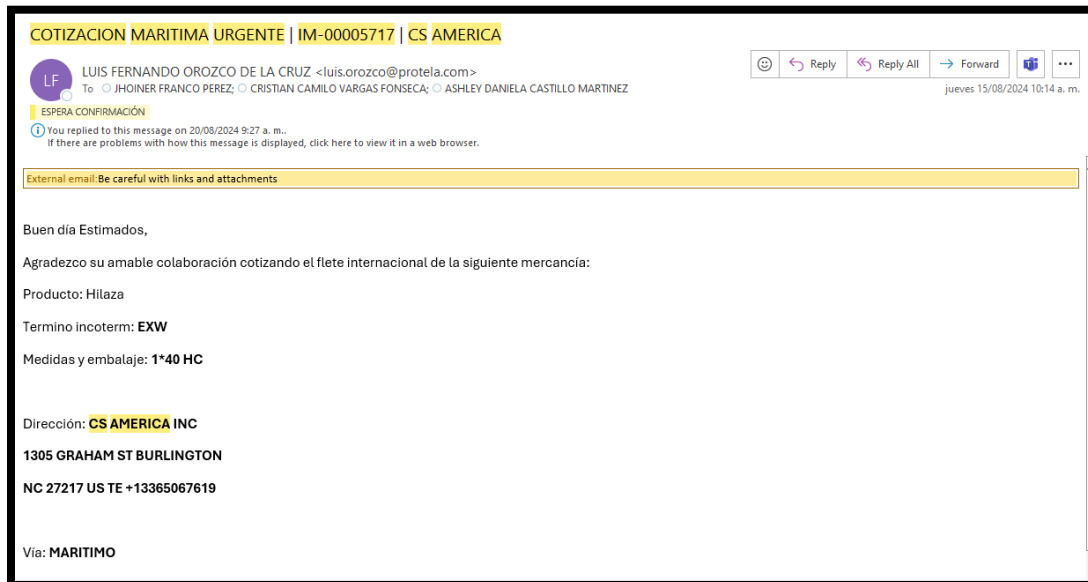 COTIZACION MARITIMA URGENTE | IM-00005717 | CS AMERICA
LF
LUIS FERNANDO OROZCO DE LA CRUZ <luis.orozco@protela.com>
To JHOINER FRANCO PEREZ; CRISTIAN CAMILO VARGAS FONSECA; ASHLEY DANIELA CASTILLO MARTINEZ
Reply
Reply All
Forward
jueves 15/08/2024 10:14 a. m.
ESPERA CONFIRMACIÓN
You replied to this message on 20/08/2024 9:27 a. m..
If there are problems with how this message is displayed, click here to view it in a web browser.
External email:Be careful with links and attachments
Buen día Estimados,
Agradezco su amable colaboración cotizando el flete internacional de la siguiente mercancía:
Producto: Hilaza
Termino incoterm: EXW
Medidas y embalaje: 1*40 HC
Dirección: CS AMERICA INC
1305 GRAHAM ST BURLINGTON
NC 27217 US TE +13365067619
Vía: MARITIMO